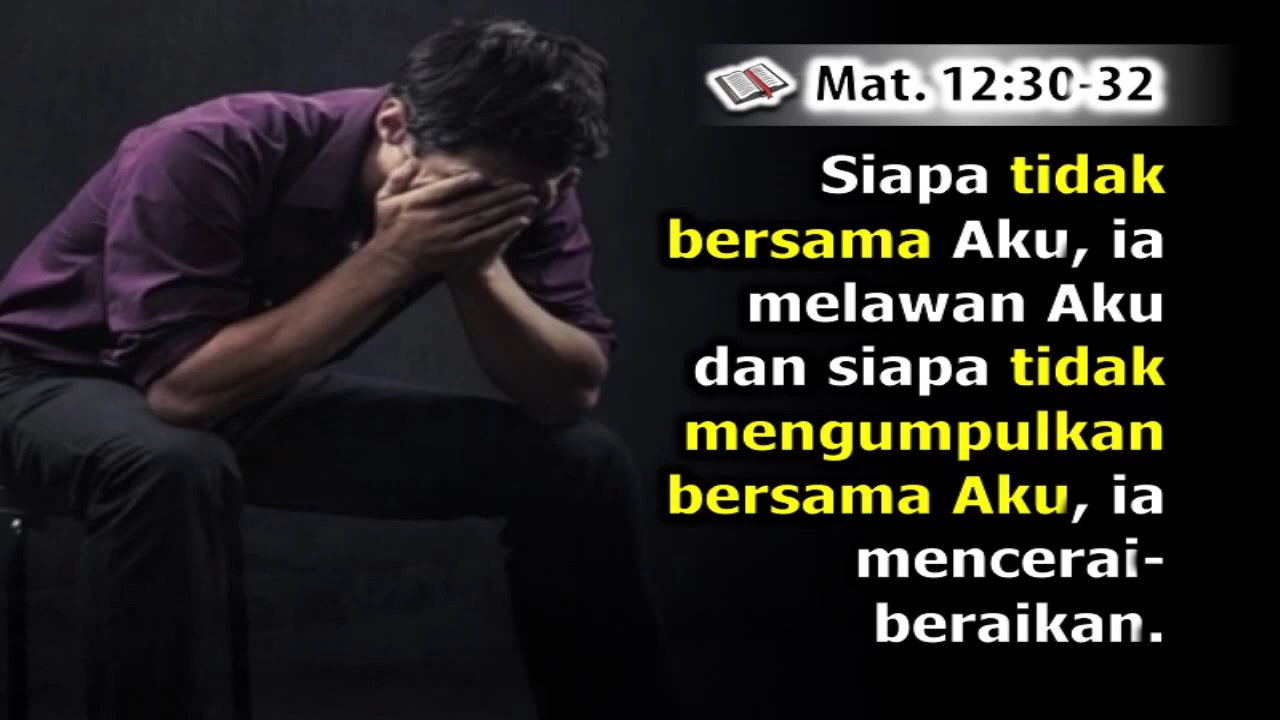 Mat. 12:30-32
Siapa tidak
bersama Aku, ia
melawan Aku
dan siapa tidak
mengumpulkan
bersama Aku, ia
mencerai-
beraikan.